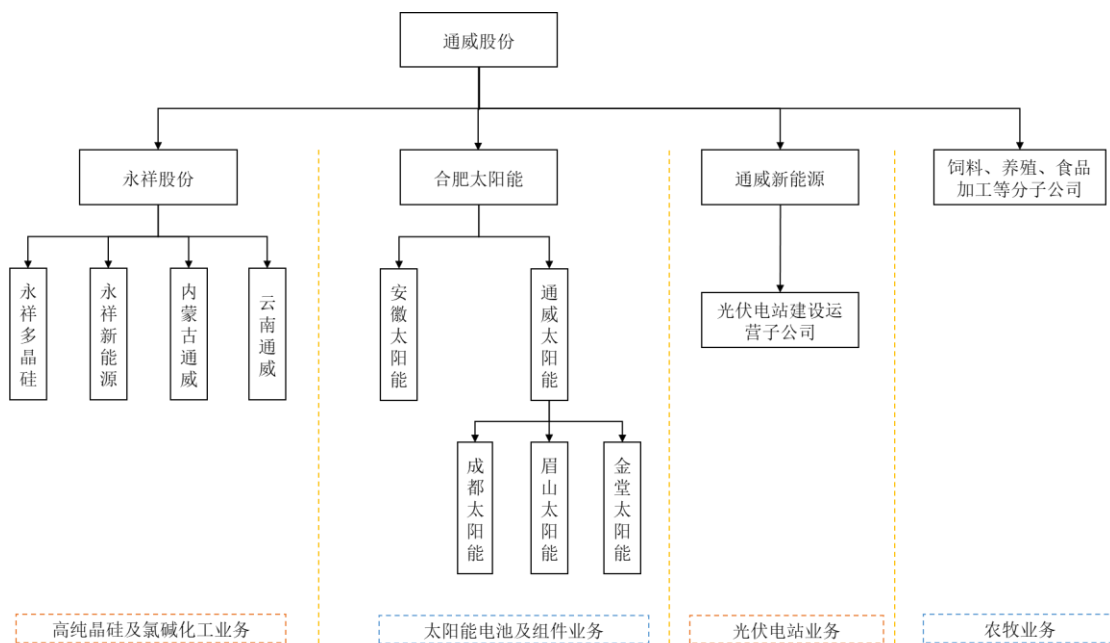 通威股份
永祥股份
合肥太阳能
通威新能源
饲料、养殖、食品
加工等分子公司
永祥多晶硅
永祥新能源
内蒙古通威
云南通威
安徽太阳能
通威太阳能
光伏电站建设运
营子公司
成都太阳能
眉山太阳能
金堂太阳能
高纯晶硅及氯碱化工业务
太阳能电池及组件业务
光伏电站业务
农牧业务